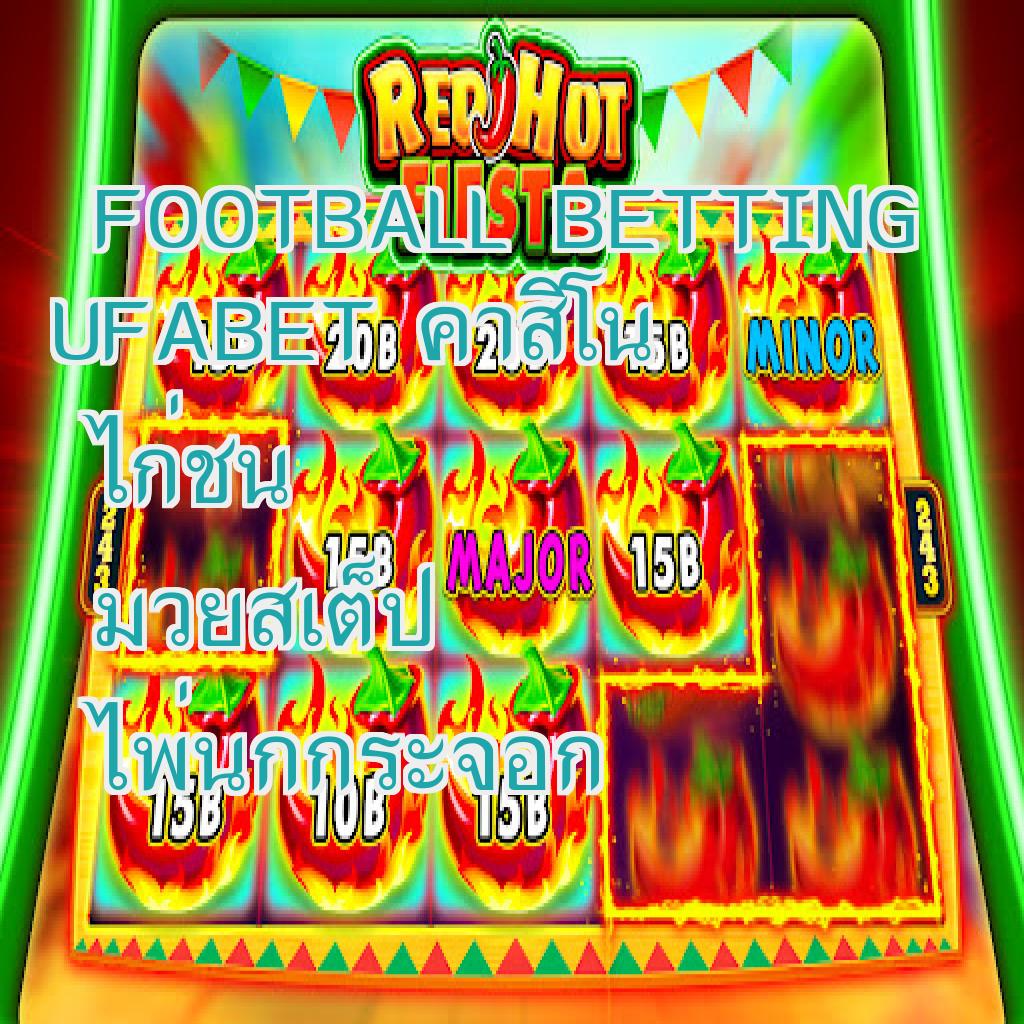 RED HOT
FIESTA
FOOTBALL BETTING
UFABET คาสิโน
20B
MINOR
ไก่ชน
15B
MAJOR
15B
243
243
มวยสเต็ป
ไพ่นกกระจอก
15B
10B
15B